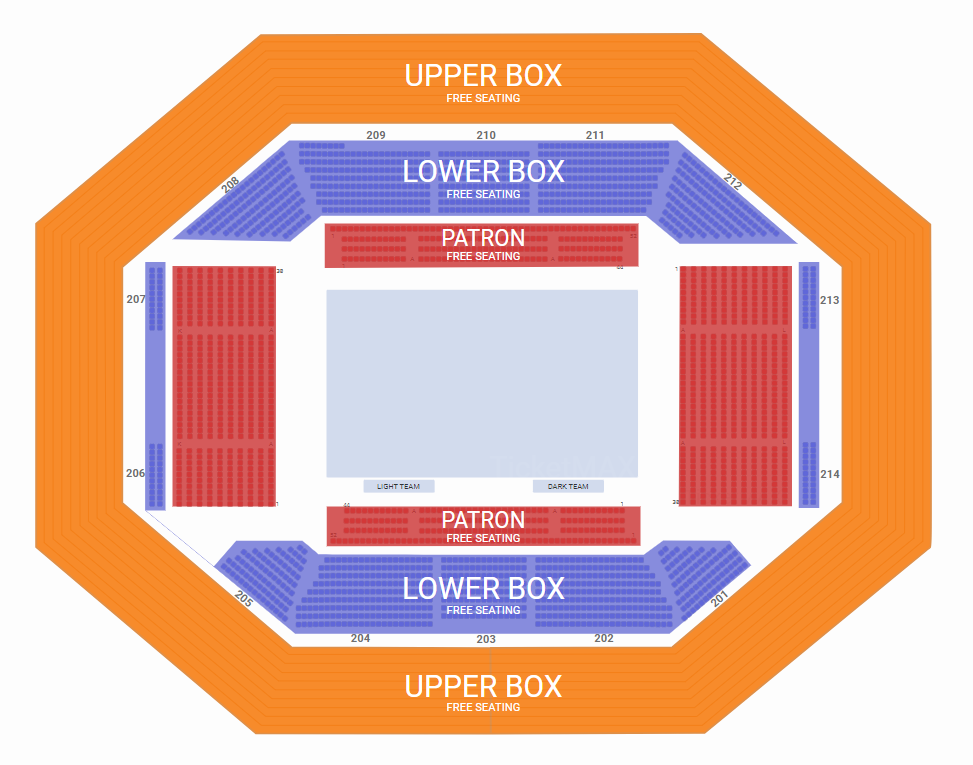 UPPER BOX
FREE SEATING
209
210
211
LOWER BOX
FREE SEATING
208
212
PATRON
FREE SEATING
207
213
206
214
LIGHT TEAM
DARK TEAM
PATRON
FREE SEATING
LOWER BOX
FREE SEATING
205
201
204
203
202
UPPER BOX
FREE SEATING